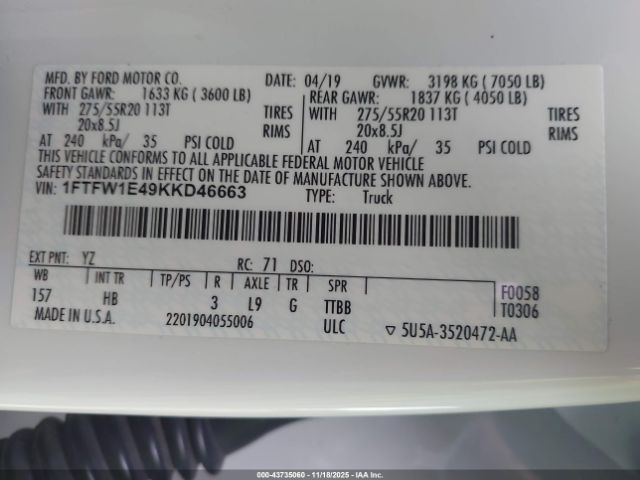 MFD. BY FORD MOTOR CO. DATE: 04/19 GVWR: 3198 KG ( 7050 LB)
FRONT GAWR: 1633 KG ( 3600 LB) REAR GAWR: 1837 KG ( 4050 LB)
WITH 275/55R20 113T TIRES WITH 275/55R20 113T TIRES
20x8.5J RIMS 20x8.5J RIMS
AT 240 kPa/ 35 PSI COLD AT 240 kPa/ 35 PSI COLD
THIS VEHICLE CONFORMS TO ALL APPLICABLE FEDERAL MOTOR VEHICLE
SAFETY STANDARDS IN EFFECT ON THE DATE OF MANUFACTURE SHOWN ABOVE.
VIN: 1FTFW1E49KKD46663 TYPE: Truck
EXT PNT: YZ RC: 71 DSO:
WB INT TR TP/PS R AXLE TR SPR
157 HB 3 L9 G TTBB
F0058
T0306
MADE IN U.S.A. 2201904055006 ULC ▽ 5U5A-3520472-AA
00-43735060 - 11/18/2025 - IAAI.COM